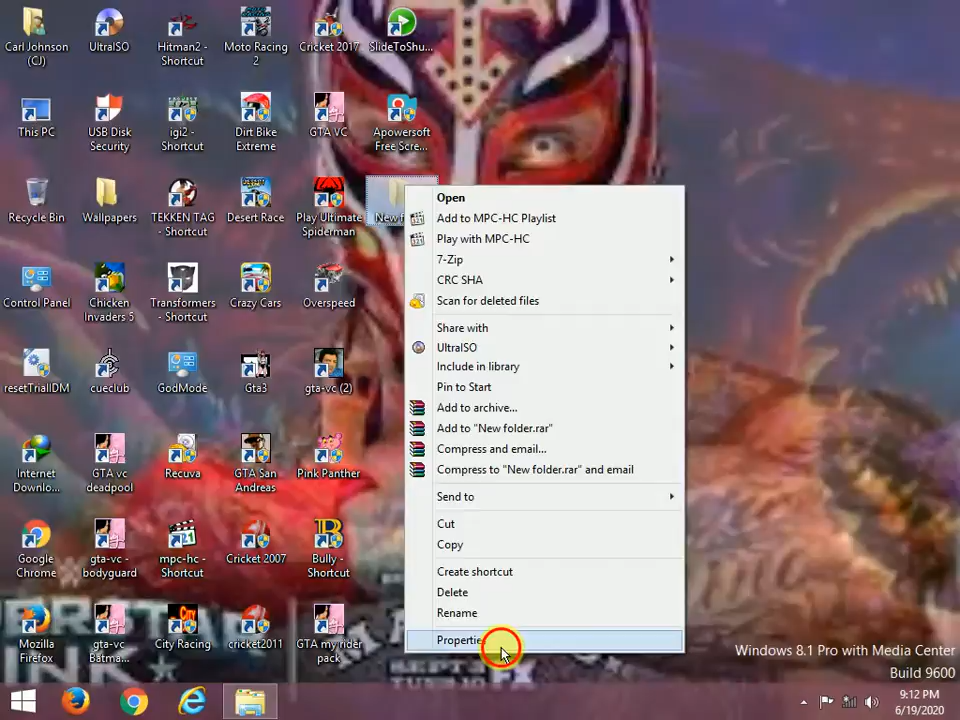 Carl Johnson
(CJ)
UltraISO
Hitman2 -
Shortcut
Moto Racing
2
Cricket 2017
SlideToShu...
This PC
USB Disk
Security
igi2 -
Shortcut
Dirt Bike
Extreme
GTA VC
Apowersoft
Free Scre...
Recycle Bin
Wallpapers
TEKKEN TAG
- Shortcut
Desert Race
Play Ultimate
Spiderman
Control Panel
Chicken
Invaders 5
Transformers
- Shortcut
Crazy Cars
Overspeed
resetTrialIDM
cueclub
GodMode
Gta3
gta-vc (2)
Internet
Downlo...
GTA vc
deadpool
Recuva
GTA San
Andreas
Pink Panther
Google
Chrome
gta-vc -
bodyguard
mpc-hc -
Shortcut
Cricket 2007
Bully -
Shortcut
Mozilla
Firefox
gta-vc
Batma...
City Racing
cricket2011
GTA my rider
pack
Open
Add to MPC-HC Playlist
Play with MPC-HC
7-Zip
CRC SHA
Scan for deleted files
Share with
UltraISO
Include in library
Pin to Start
Add to archive...
Add to "New folder.rar"
Compress and email...
Compress to "New folder.rar" and email
Send to
Cut
Copy
Create shortcut
Delete
Rename
Windows 8.1 Pro with Media Center
Build 9600
9:12 PM
6/19/2020